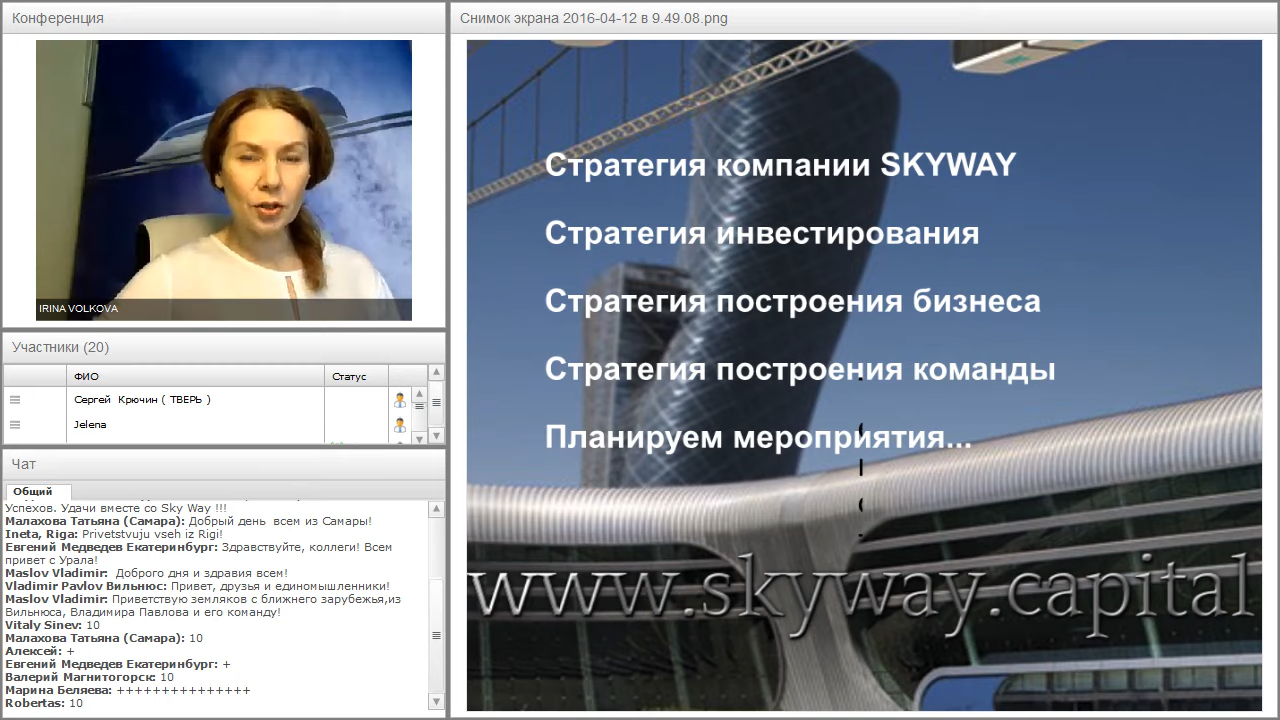 Конференция
IRINA VOLKOVA
Участники (20)
ФИО Статус
Сергей Крючин ( ТВЕРЬ )
Jelena
Чат
Общий
Успехов. Удачи вместе со Sky Way !!!
Малахова Татьяна (Самара): Добрый день всем из Самары!
Ineta, Riga: Privetstvuju vseh iz Rigi!
Евгений Медведев Екатеринбург: Здравствуйте, коллеги! Всем
привет с Урала!
Maslov Vladimir: Доброго дня и здравия всем!
Vladimir Pavlov Вильнюс: Привет, друзья и единомышленники!
Maslov Vladimir: Приветствую земляков с ближнего зарубежья,из
Вильнюса, Владимира Павлова и его команду!
Vitaly Sinev: 10
Малахова Татьяна (Самара): 10
Алексей: +
Евгений Медведев Екатеринбург: +
Валерий Магнитогорск: 10
Марина Беляева: +++++++++++++++
Robertas: 10
Снимок экрана 2016-04-12 в 9.49.08.png
Стратегия компании SKYWAY
Стратегия инвестирования
Стратегия построения бизнеса
Стратегия построения команды
Планируем мероприятия...
www.skyway.capital